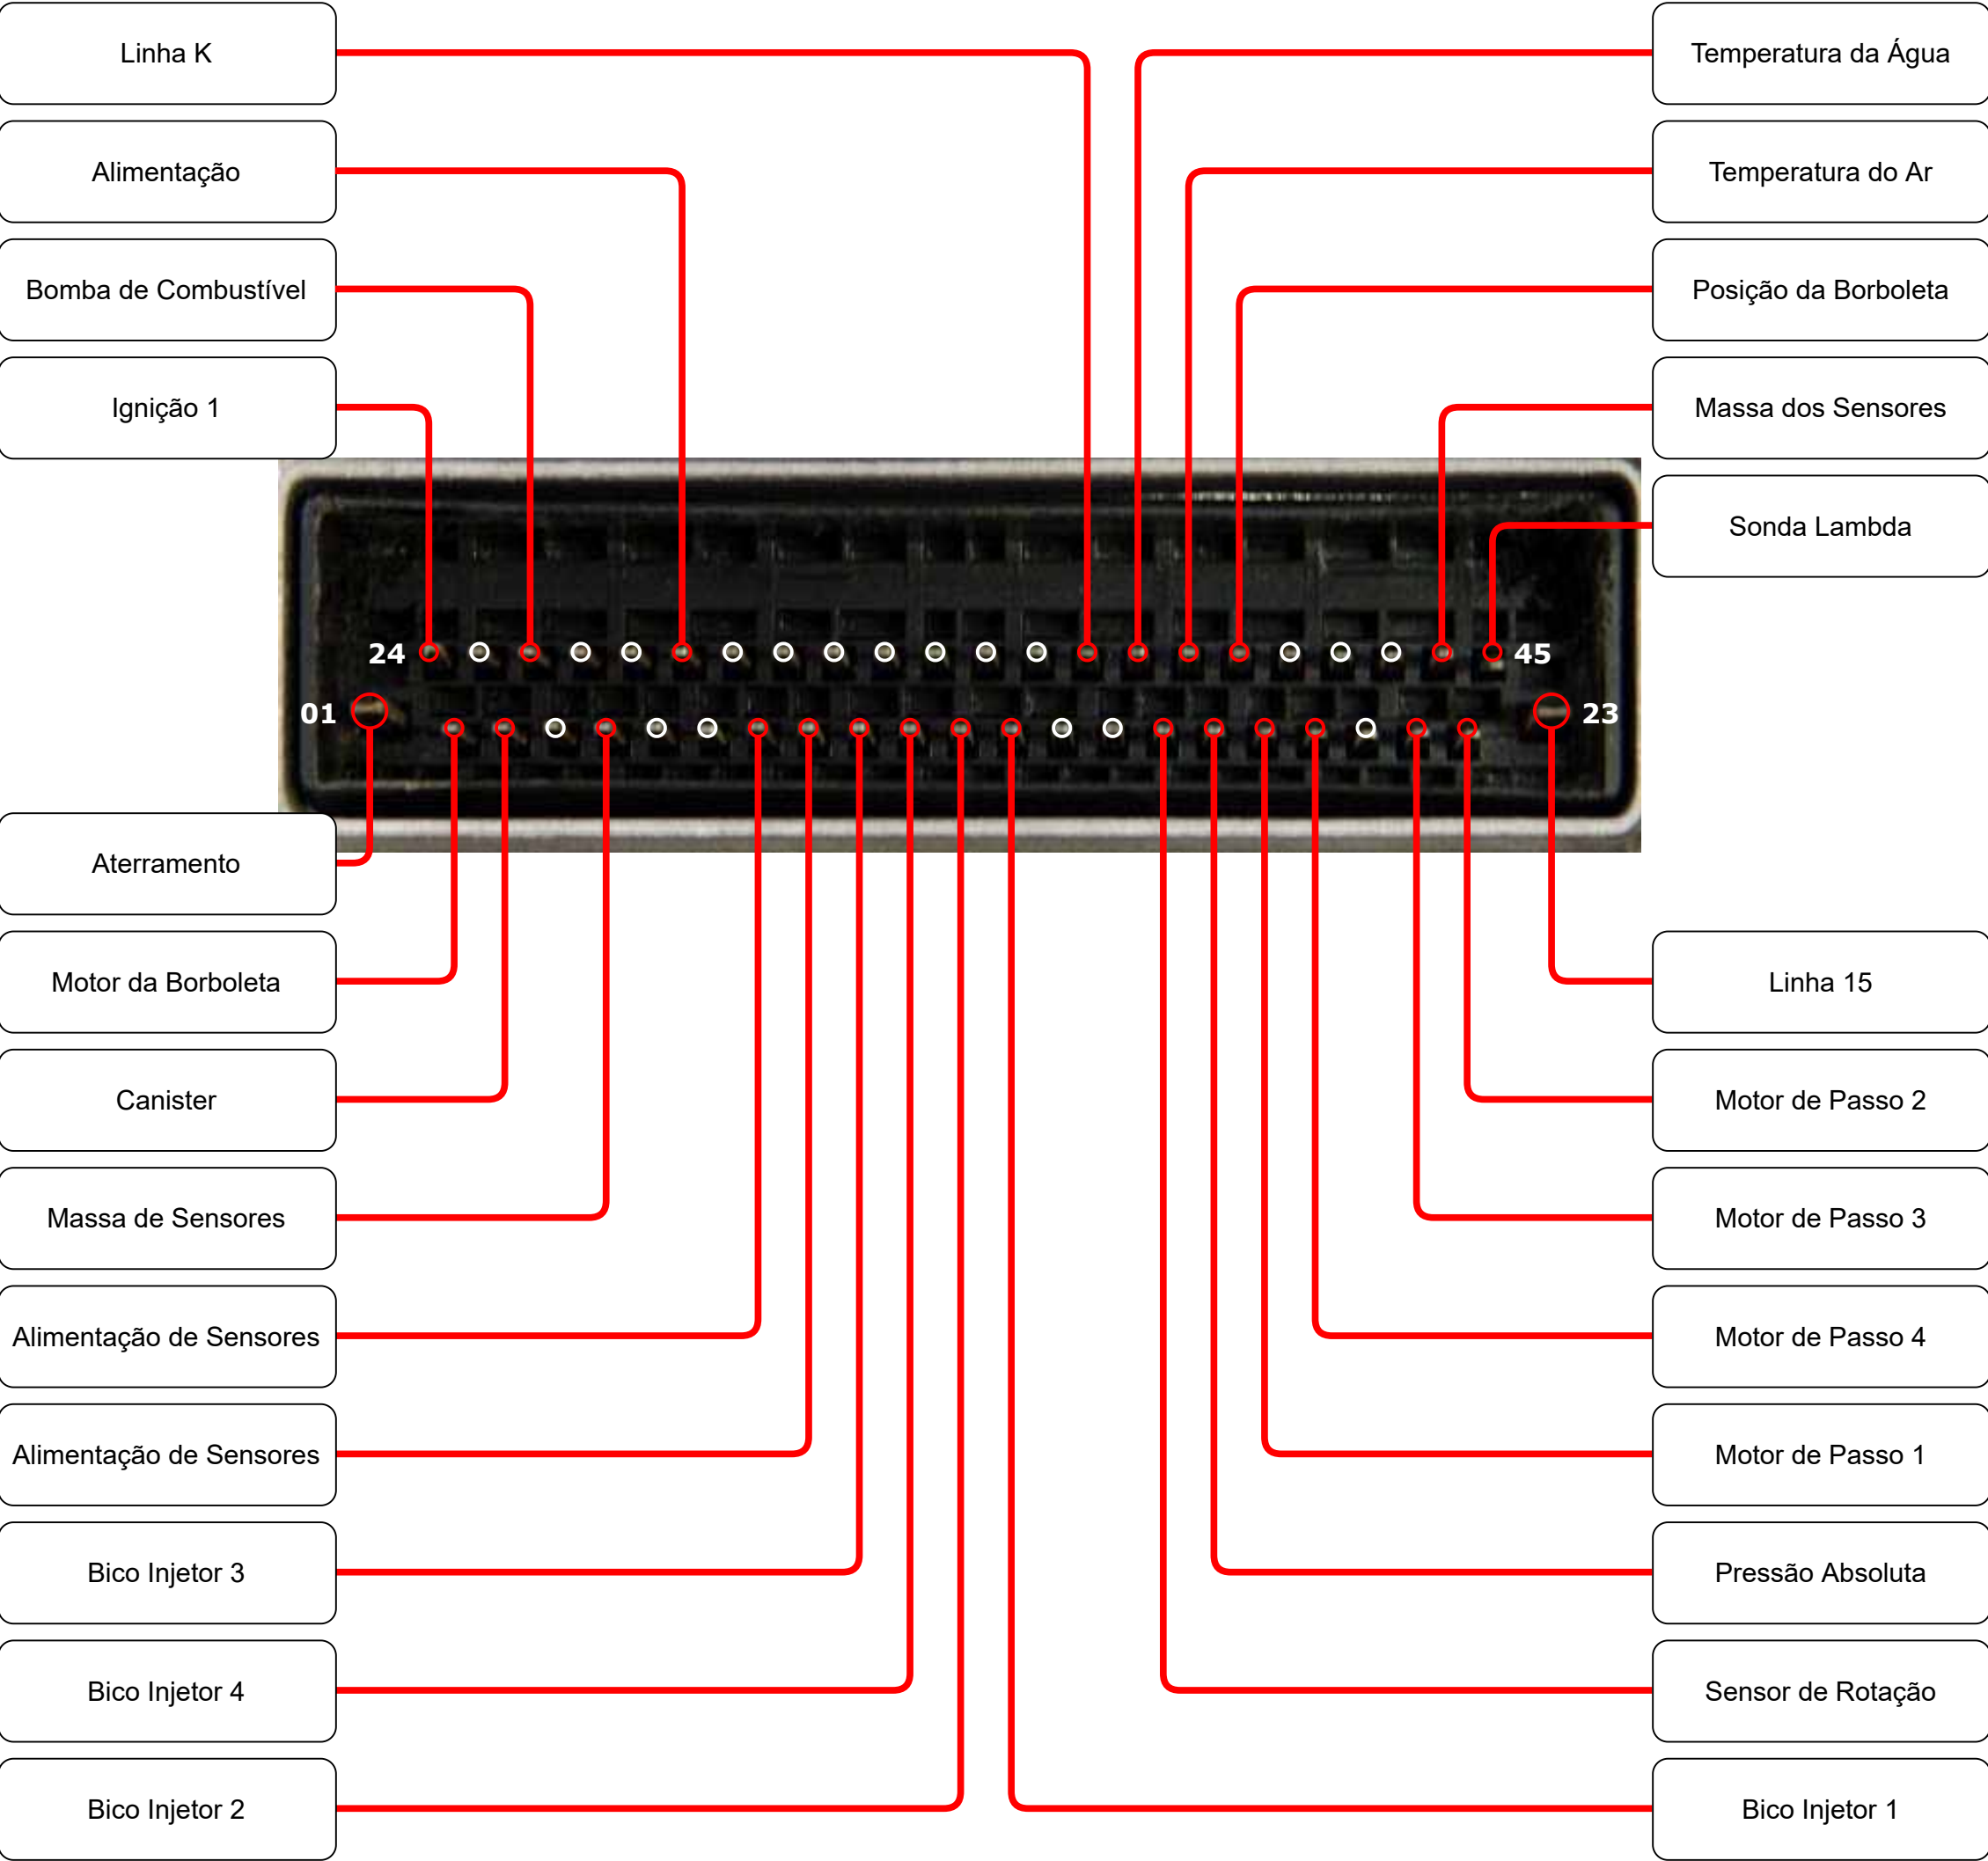 Linha K
Temperatura da Água
Alimentação
Temperatura do Ar
Bomba de Combustível
Posição da Borboleta
Ignição 1
Massa dos Sensores
Sonda Lambda
24
45
01
23
Aterramento
Motor da Borboleta
Linha 15
Canister
Motor de Passo 2
Massa de Sensores
Motor de Passo 3
Alimentação de Sensores
Motor de Passo 4
Alimentação de Sensores
Motor de Passo 1
Bico Injetor 3
Pressão Absoluta
Bico Injetor 4
Sensor de Rotação
Bico Injetor 2
Bico Injetor 1